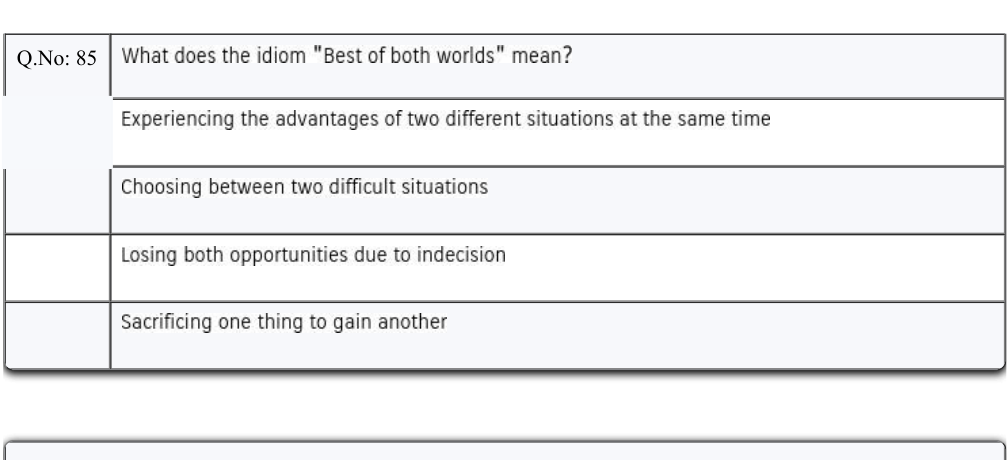 Q.No: 85 What does the idiom "Best of both worlds" mean?
Experiencing the advantages of two different situations at the same time
Choosing between two difficult situations
Losing both opportunities due to indecision
Sacrificing one thing to gain another